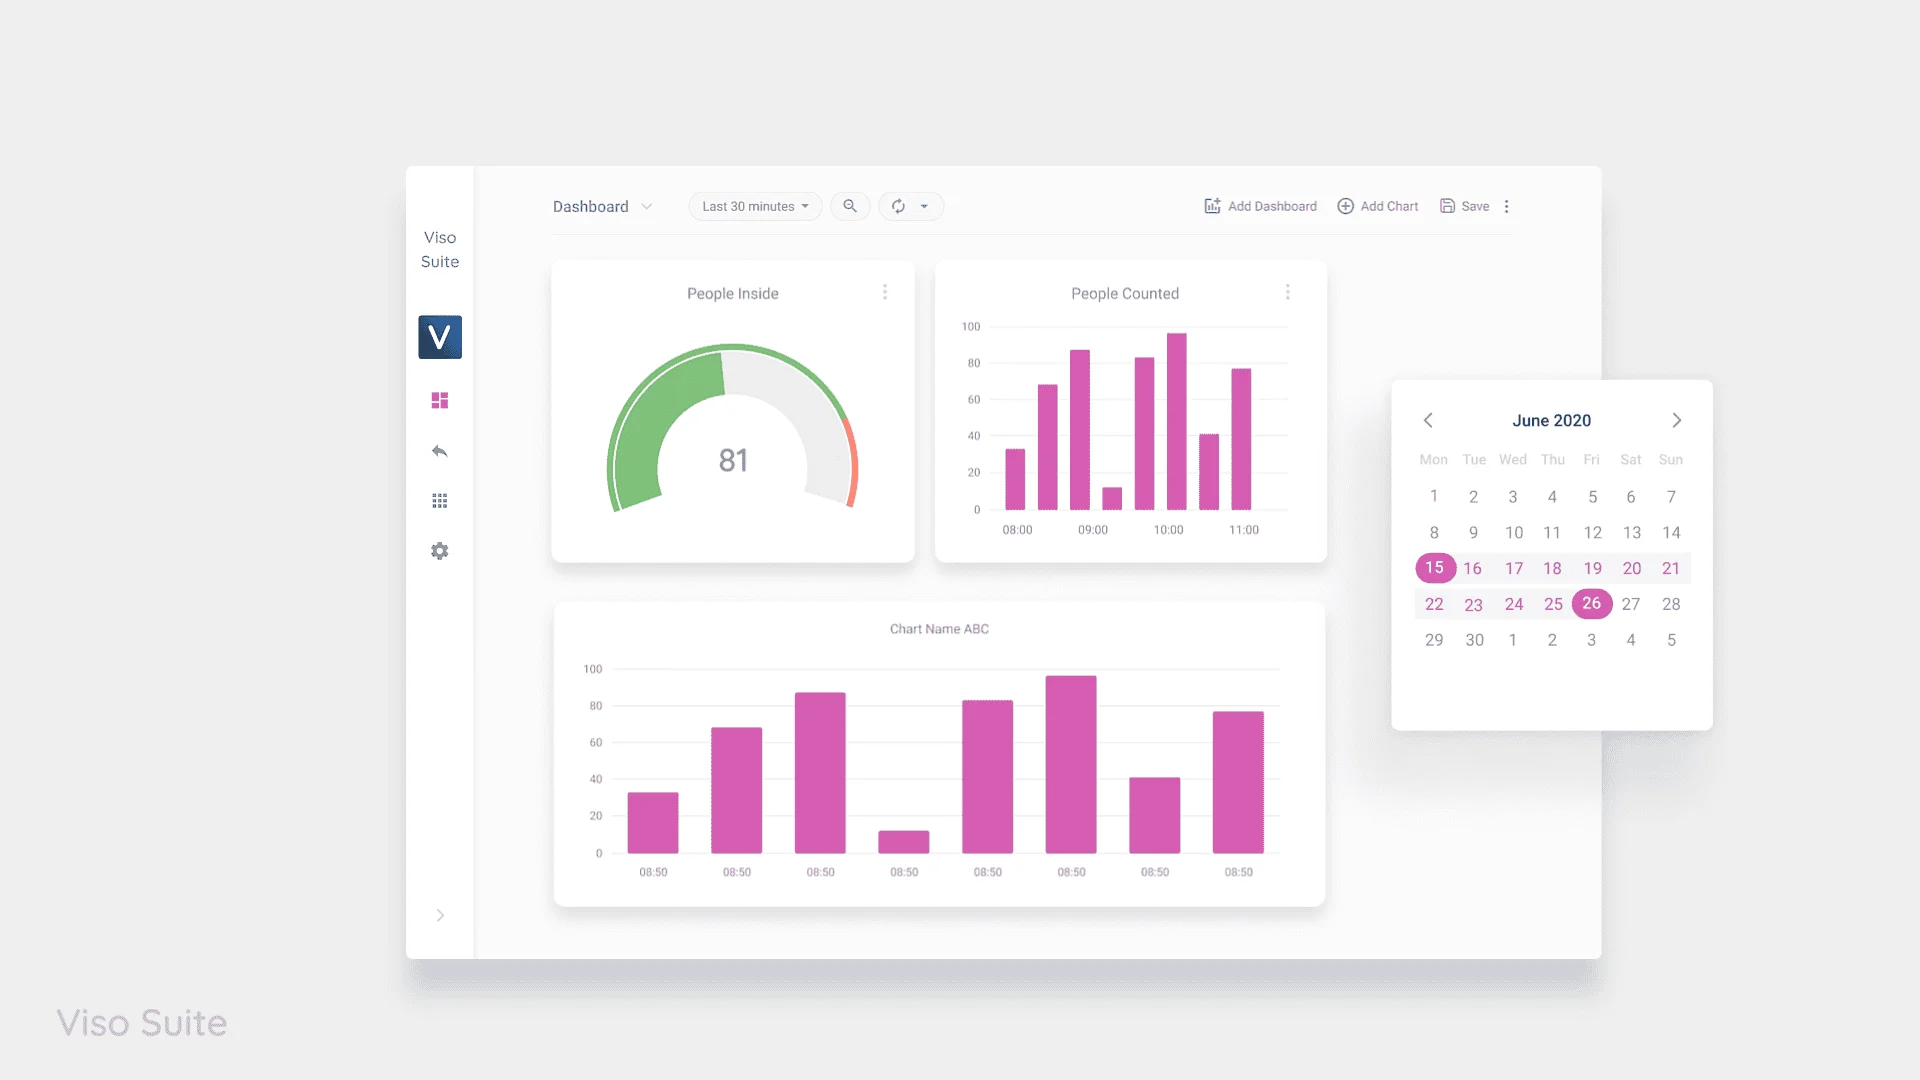 Viso
Suite
V
Dashboard
Last 30 minutes
Add Dashboard
Add Chart
Save
People Inside
81
People Counted
100
80
60
40
20
0
08:00 09:00 10:00 11:00
June 2020
Mon Tue Wed Thu Fri Sat Sun
1 2 3 4 5 6 7
8 9 10 11 12 13 14
15 16 17 18 19 20 21
22 23 24 25 26 27 28
29 30 1 2 3 4 5
Chart Name ABC
100
80
60
40
20
0
08:50 08:50 08:50 08:50 08:50 08:50 08:50 08:50
Viso Suite